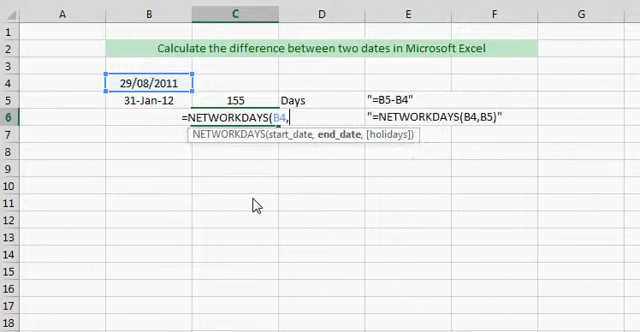 A B C D E F G
1
2 Calculate the difference between two dates in Microsoft Excel
3
4 29/08/2011
5 31-Jan-12 155 Days "=B5-B4"
6 =NETWORKDAYS(B4, "=NETWORKDAYS(B4,B5)"
7 NETWORKDAYS(start_date, end_date, [holidays])
8
9
10
11
12
13
14
15
16
17
18